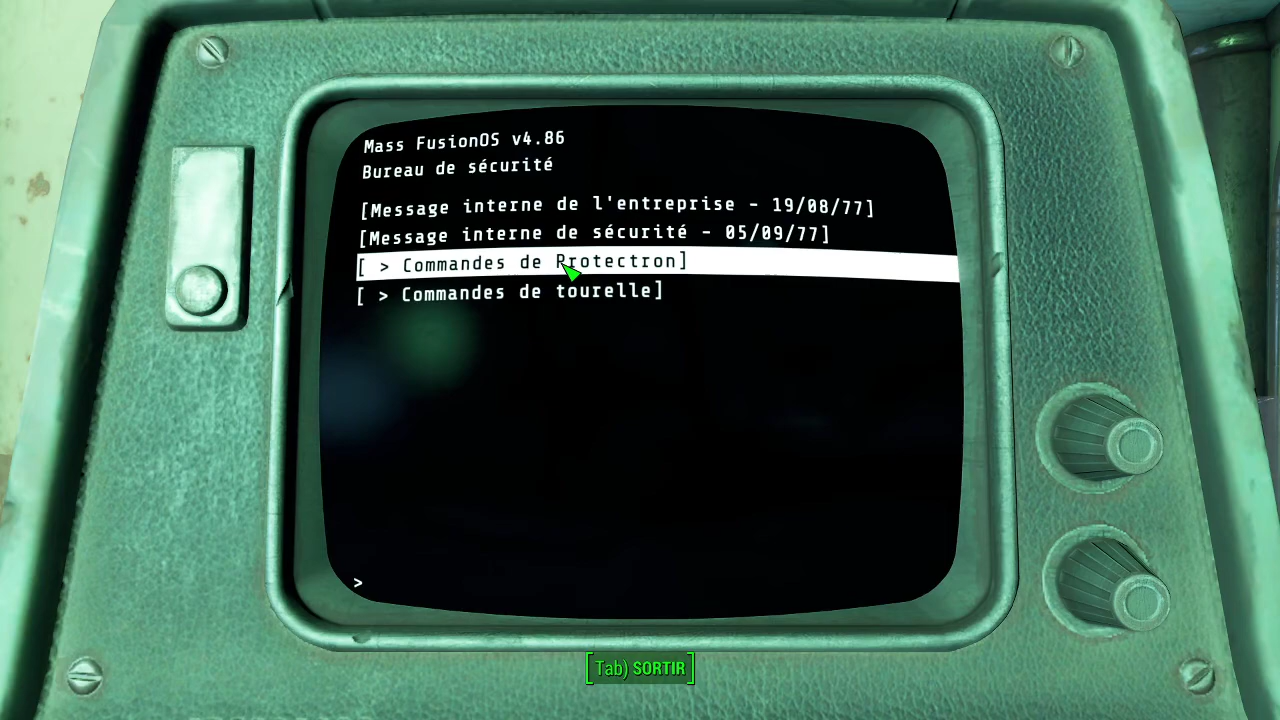 Mass FusionOS v4.86
Bureau de sécurité
[Message interne de l'entreprise - 19/08/77]
[Message interne de sécurité - 05/09/77]
[ > Commandes de Protectron]
[ > Commandes de tourelle]
>
[Tab) SORTIR]